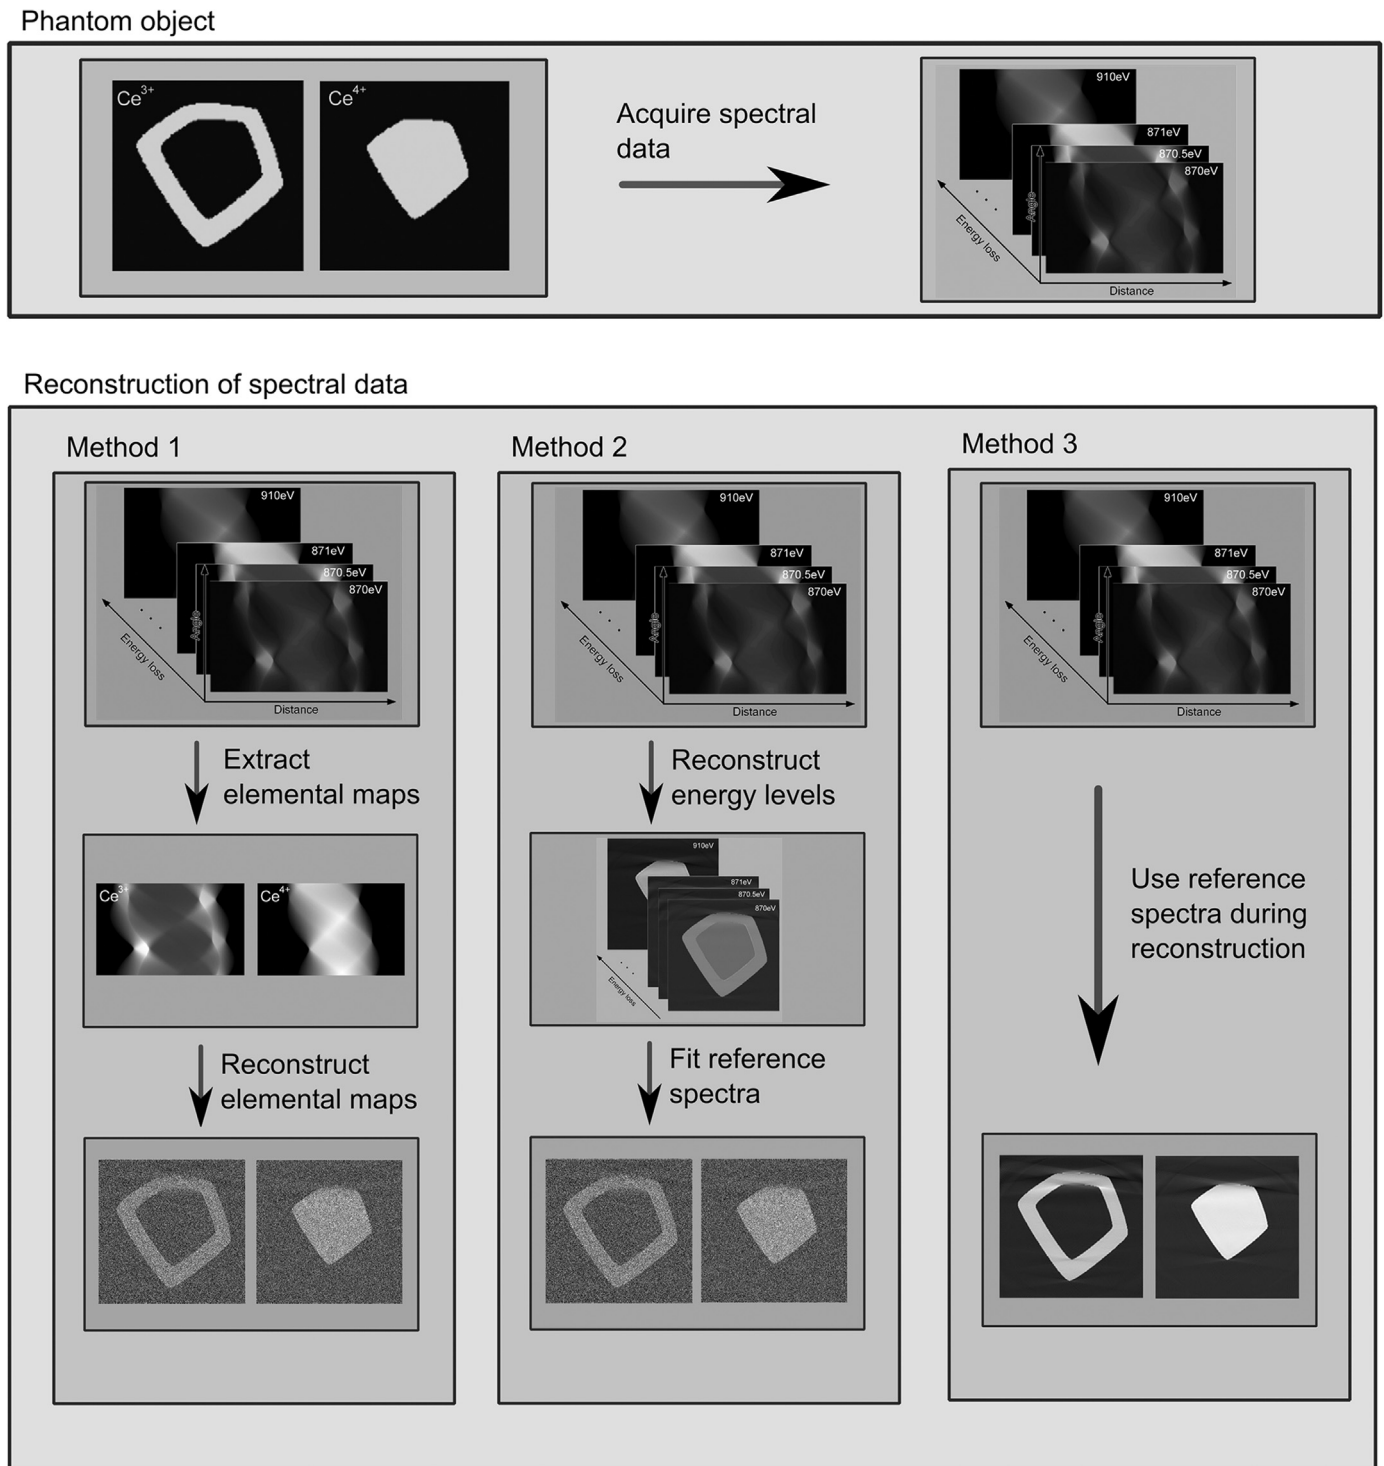 Phantom object
Ce3+
Ce4+
Acquire spectral
data
910eV
871eV
870.5eV
870eV
Angle
Energy loss
Distance
Reconstruction of spectral data
Method 1
910eV
871eV
870.5eV
870eV
Angle
Energy loss
Distance
Extract
elemental maps
Ce3+
Ce4+
Reconstruct
elemental maps
Method 2
910eV
871eV
870.5eV
870eV
Angle
Energy loss
Distance
Reconstruct
energy levels
910eV
871eV
870.5eV
870eV
Energy loss
Fit reference
spectra
Method 3
910eV
871eV
870.5eV
870eV
Angle
Energy loss
Distance
Use reference
spectra during
reconstruction